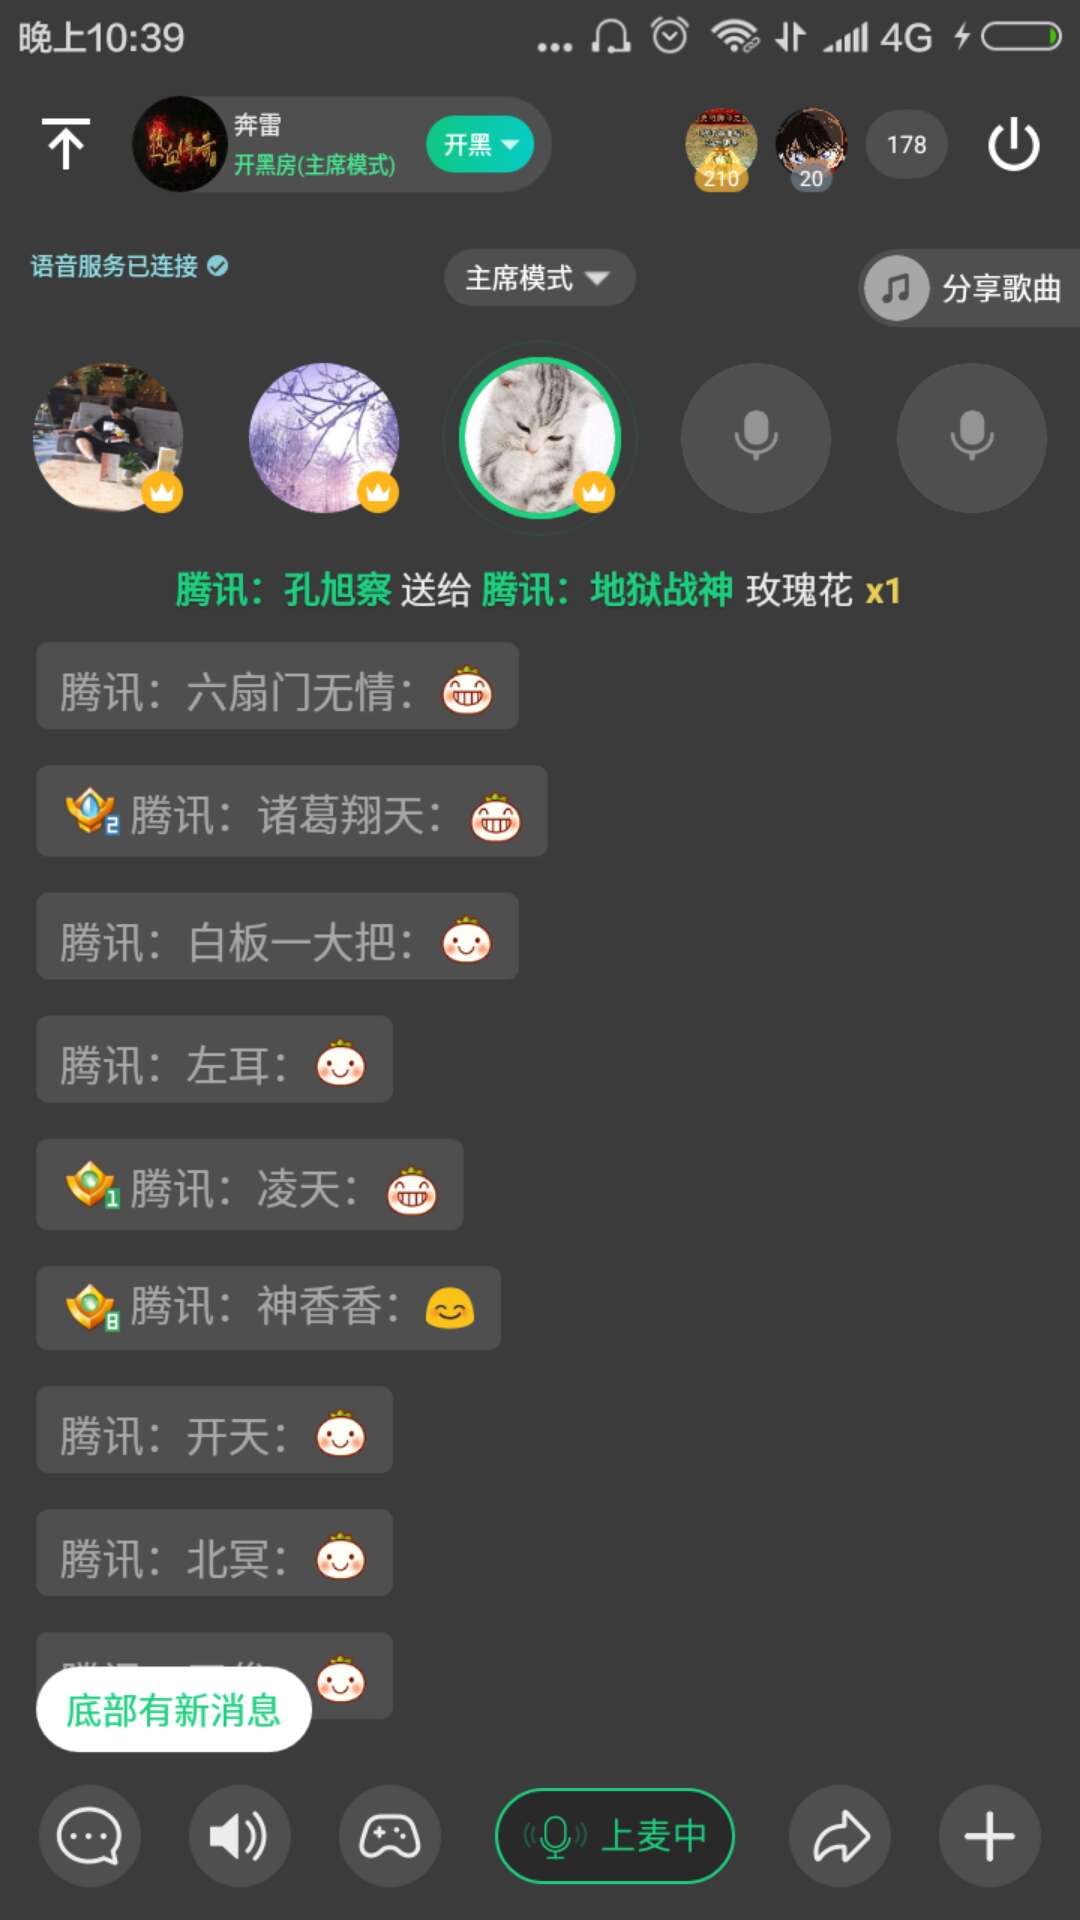 晚上10:39
4G
奔雷
开黑房(主席模式)
开黑
210
20
178
语音服务已连接
主席模式
分享歌曲
腾讯：孔旭察 送给 腾讯：地狱战神 玫瑰花 x1
腾讯：六扇门无情：
2 腾讯：诸葛翔天：
腾讯：白板一大把：
腾讯：左耳：
1 腾讯：凌天：
8 腾讯：神香香：
腾讯：开天：
腾讯：北冥：
底部有新消息
上麦中